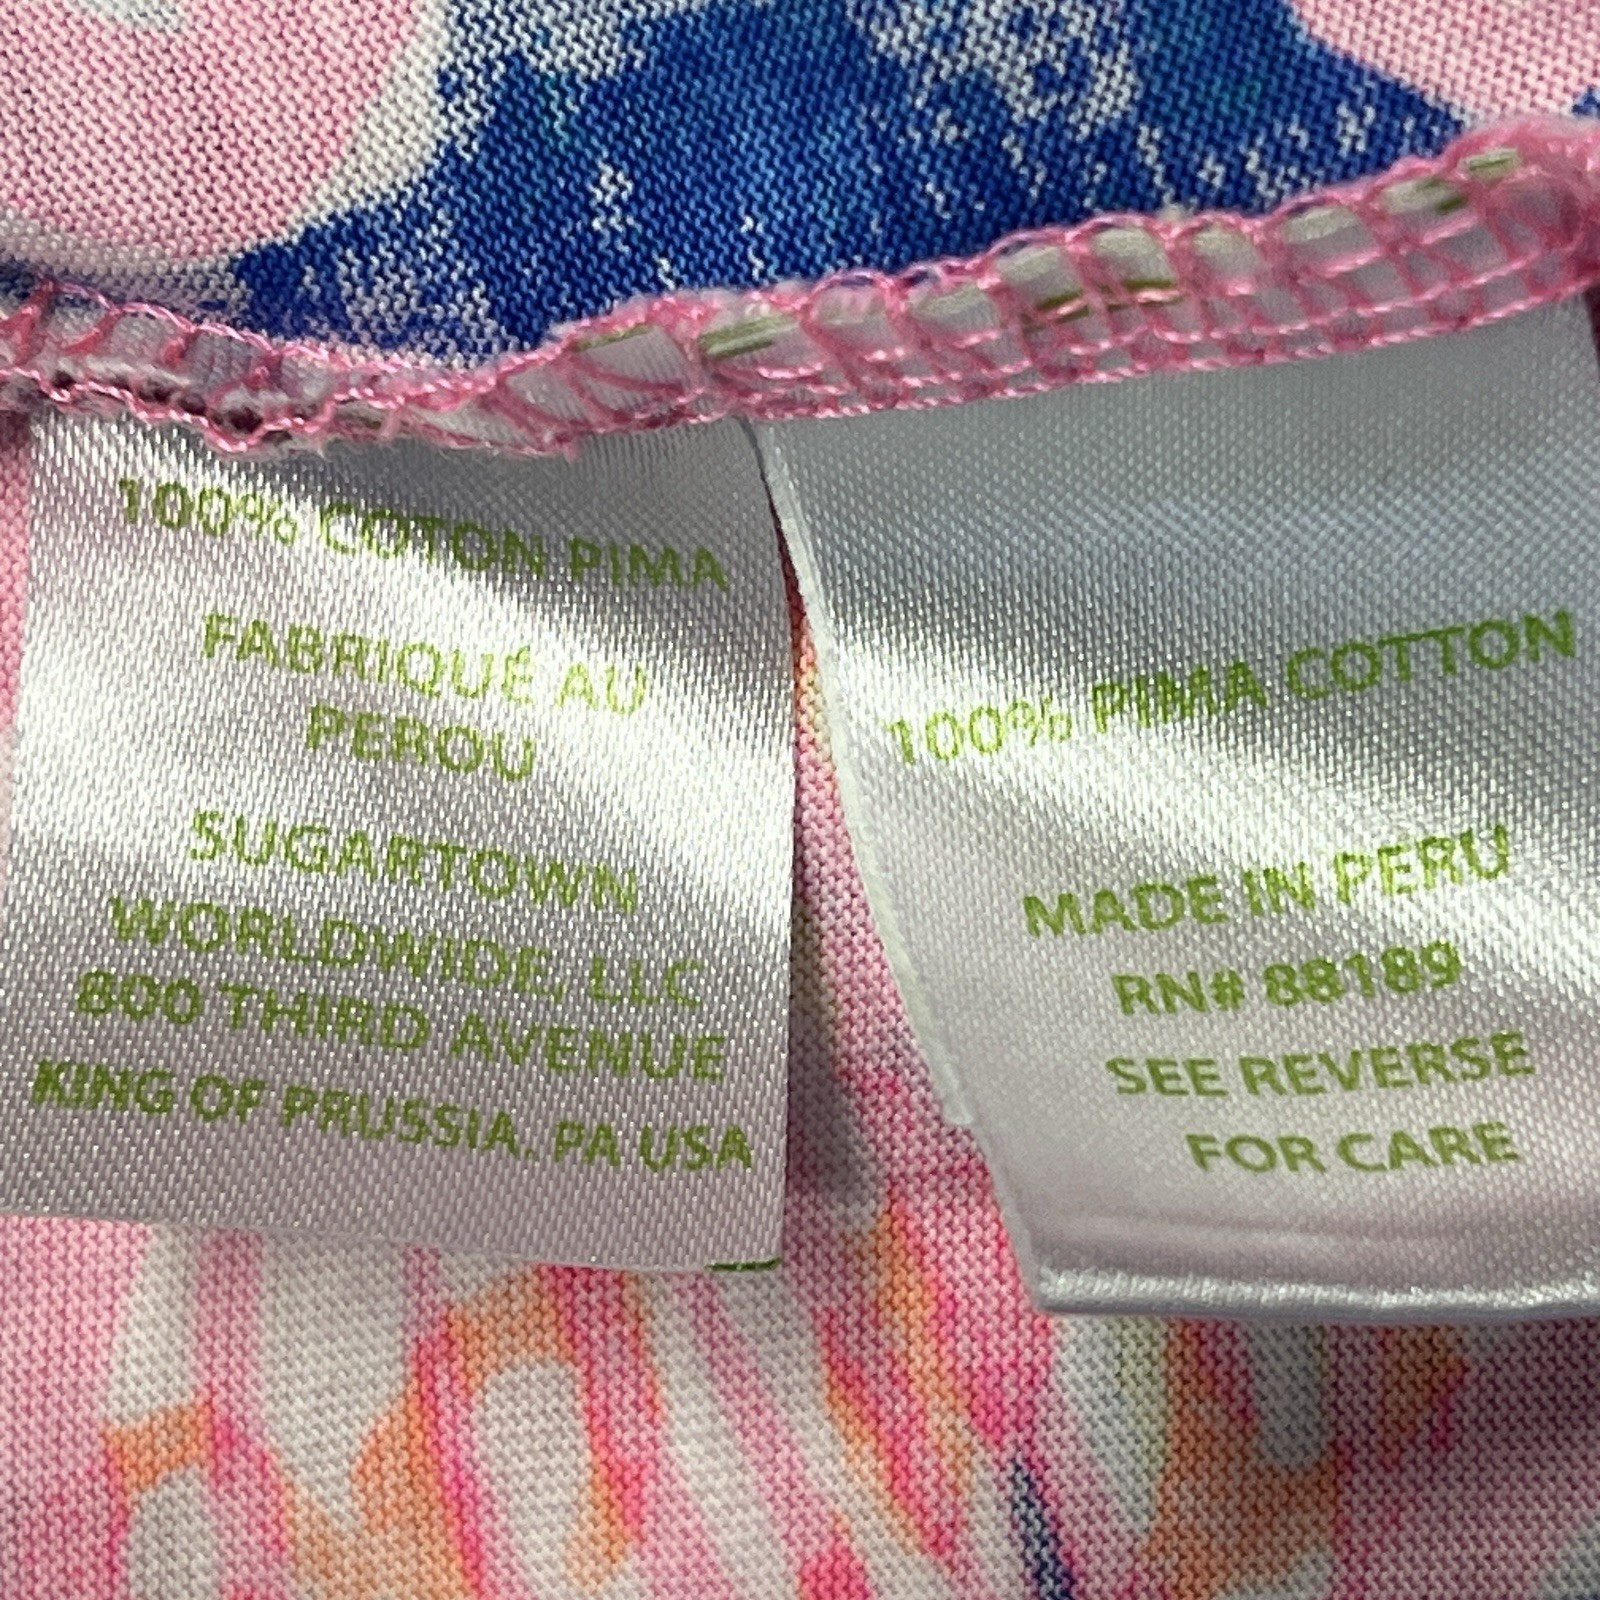 100% COTON PIMA
FABRIQUÉ AU
PEROU
SUGARTOWN
WORLDWIDE, LLC
800 THIRD AVENUE
KING OF PRUSSIA. PA USA
100% PIMA COTTON
MADE IN PERU
RN# 88189
SEE REVERSE
FOR CARE